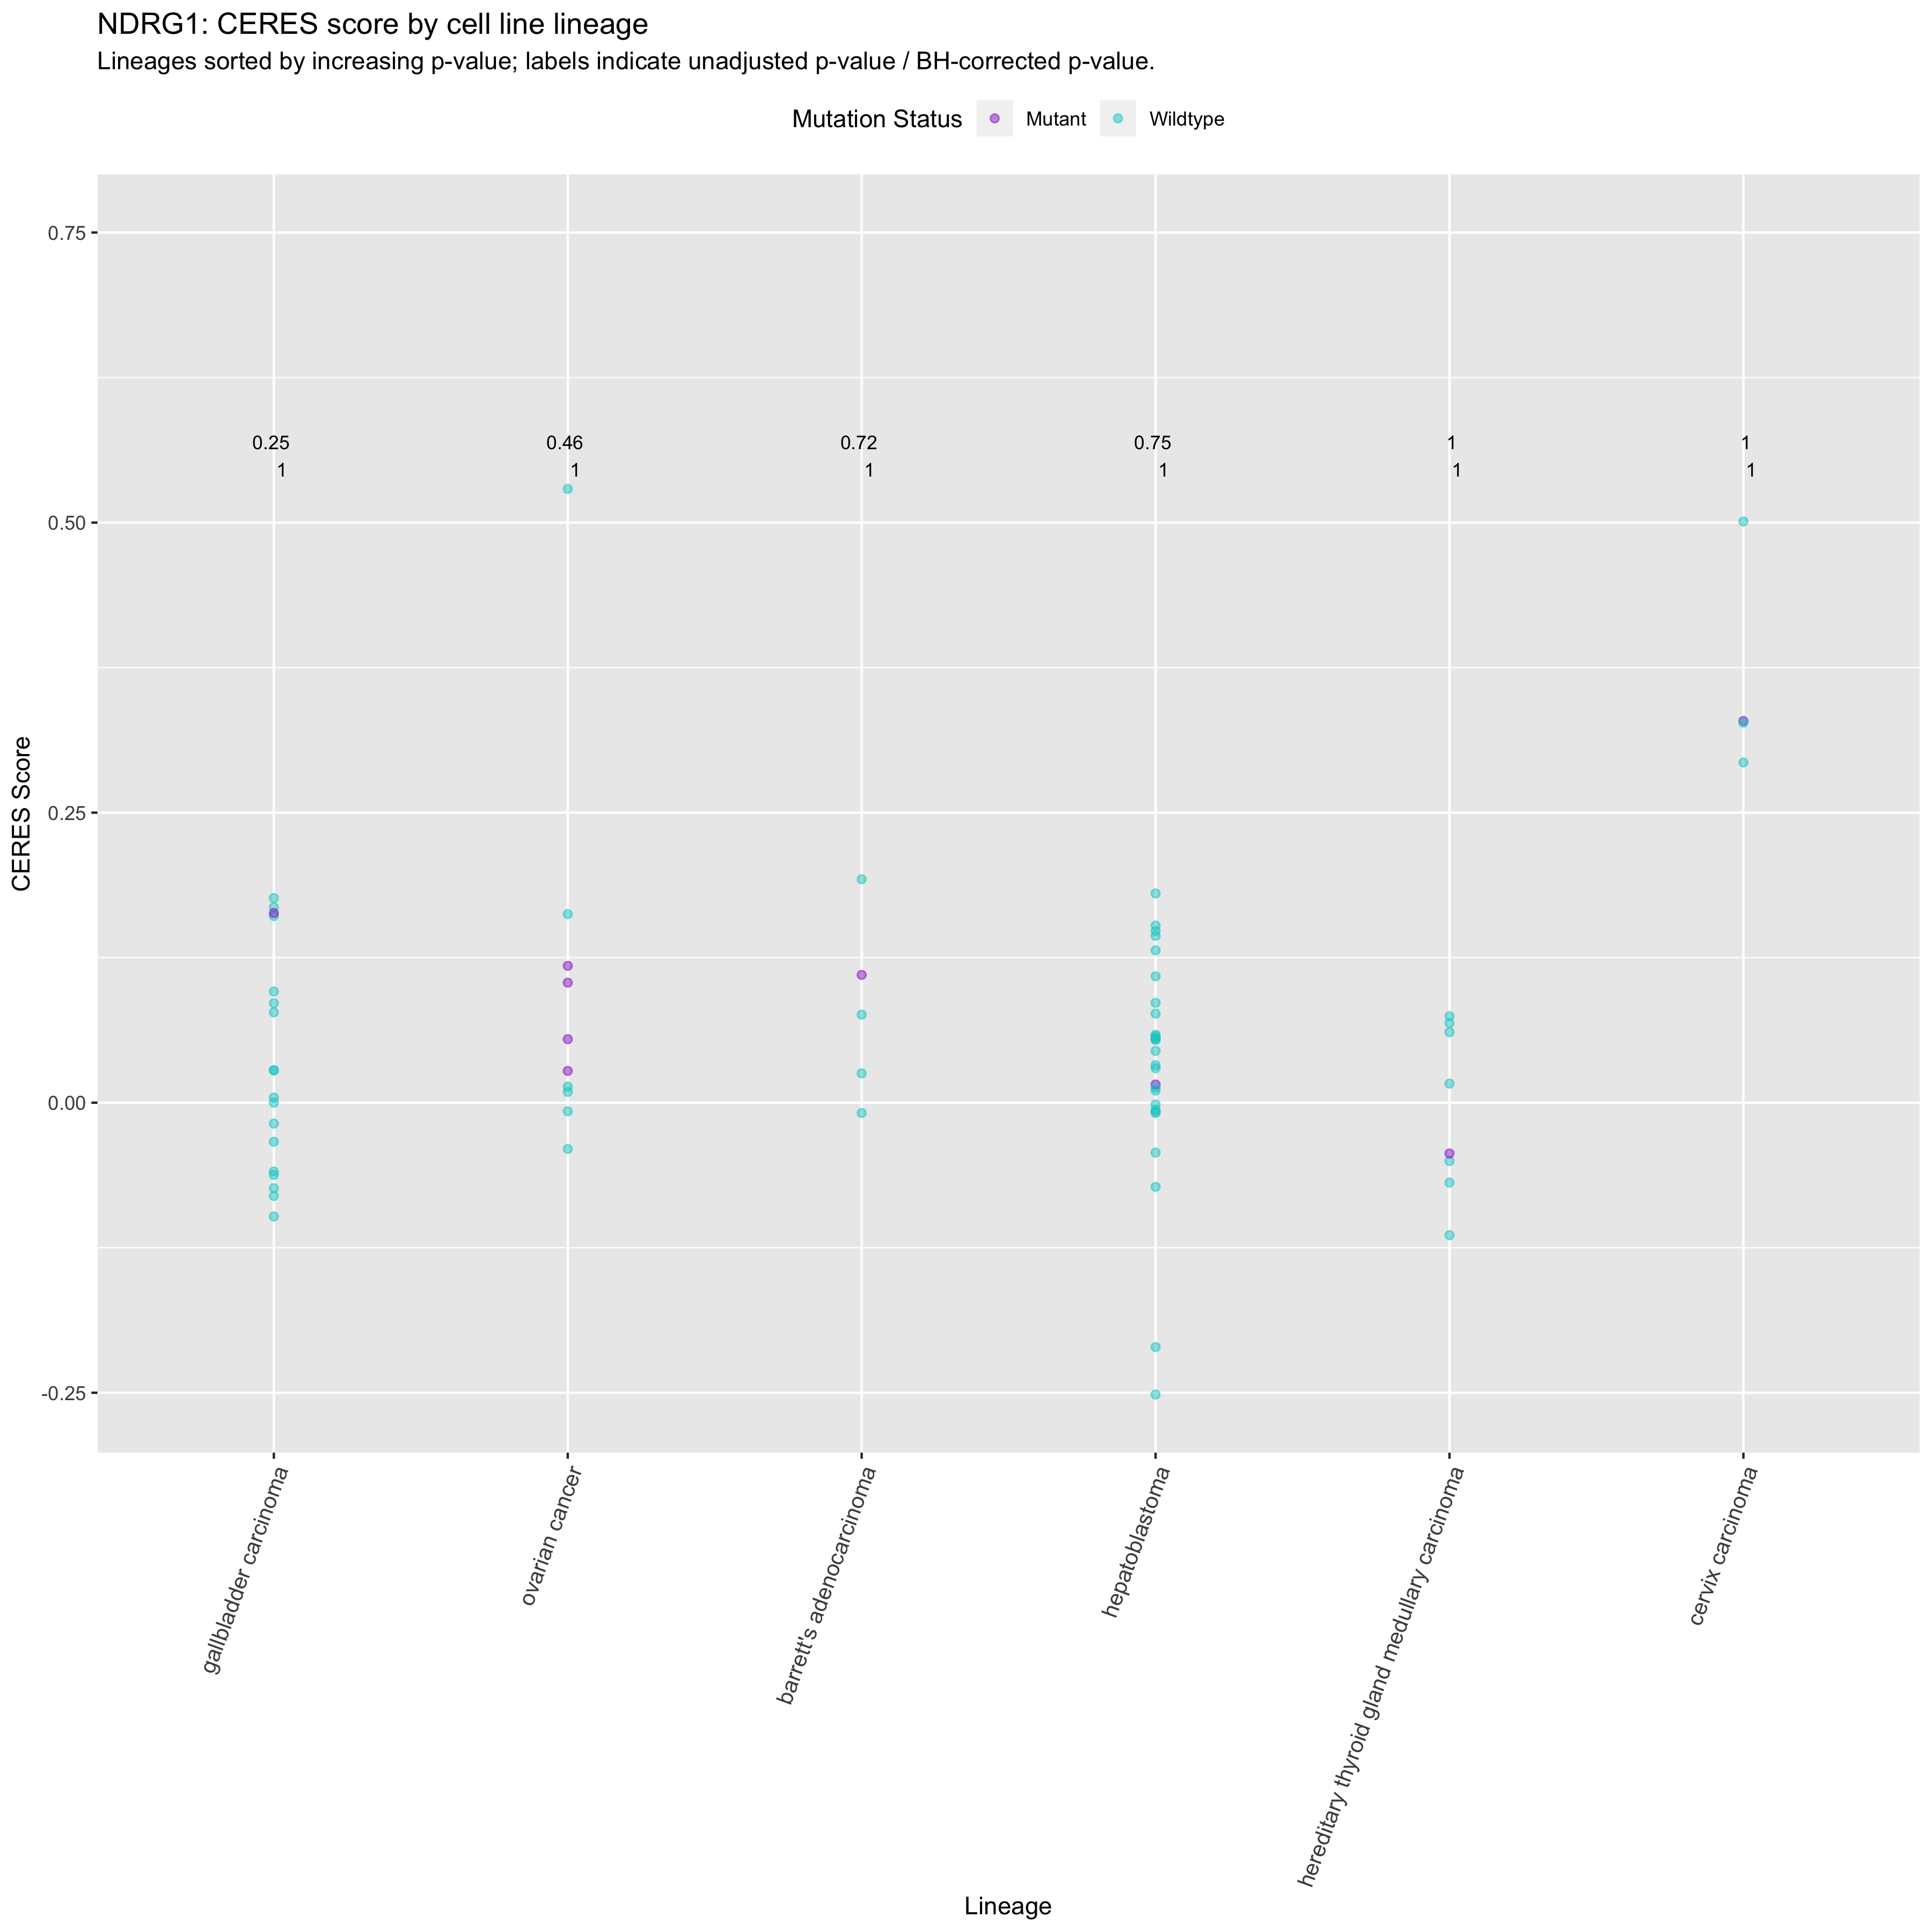 NDRG1: CERES score by cell line lineage
Lineages sorted by increasing p-value; labels indicate unadjusted p-value / BH-corrected p-value.
Mutation Status Mutant Wildtype
0.75
0.25 0.46 0.72 0.75 1 1
1 1 1 1 1 1
0.50
0.25
0.00
-0.25
CERES Score
gallbladder carcinoma
ovarian cancer
barrett's adenocarcinoma
hepatoblastoma
hereditary thyroid gland medullary carcinoma
cervix carcinoma
Lineage